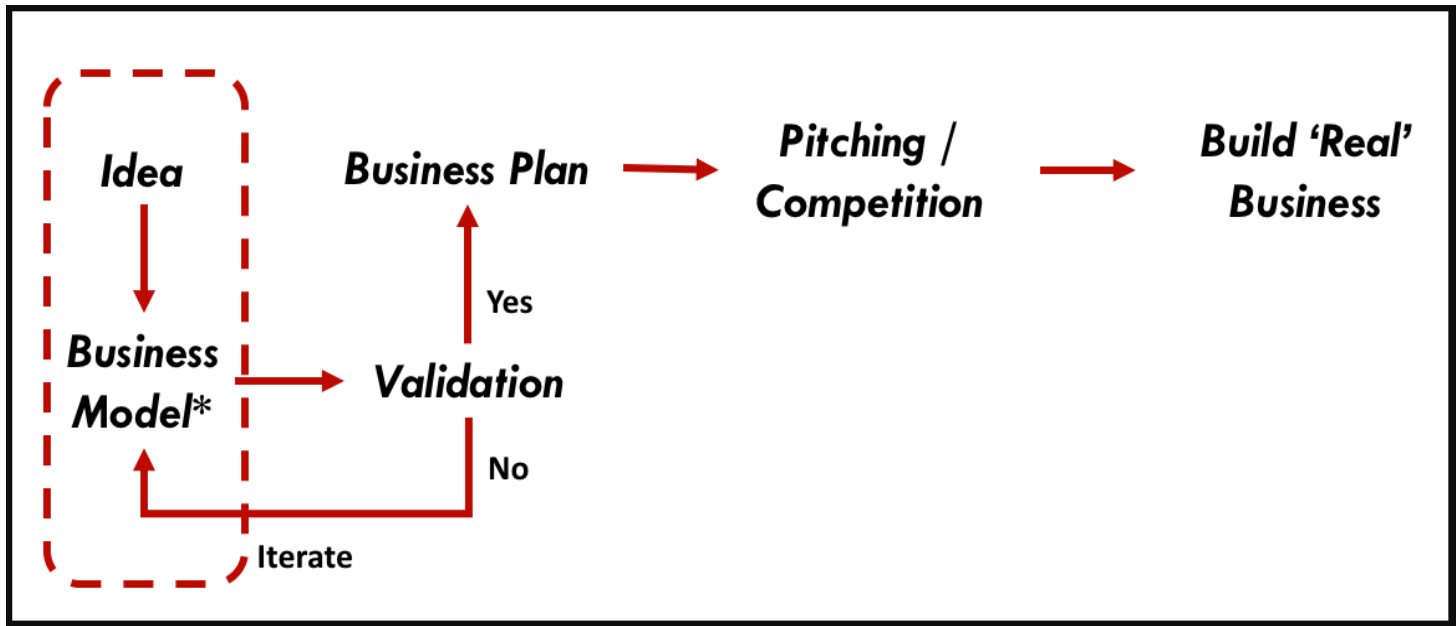 Idea
Business
Model*
Validation
Yes
No
Iterate
Business Plan
Pitching /
Competition
Build ‘Real’
Business